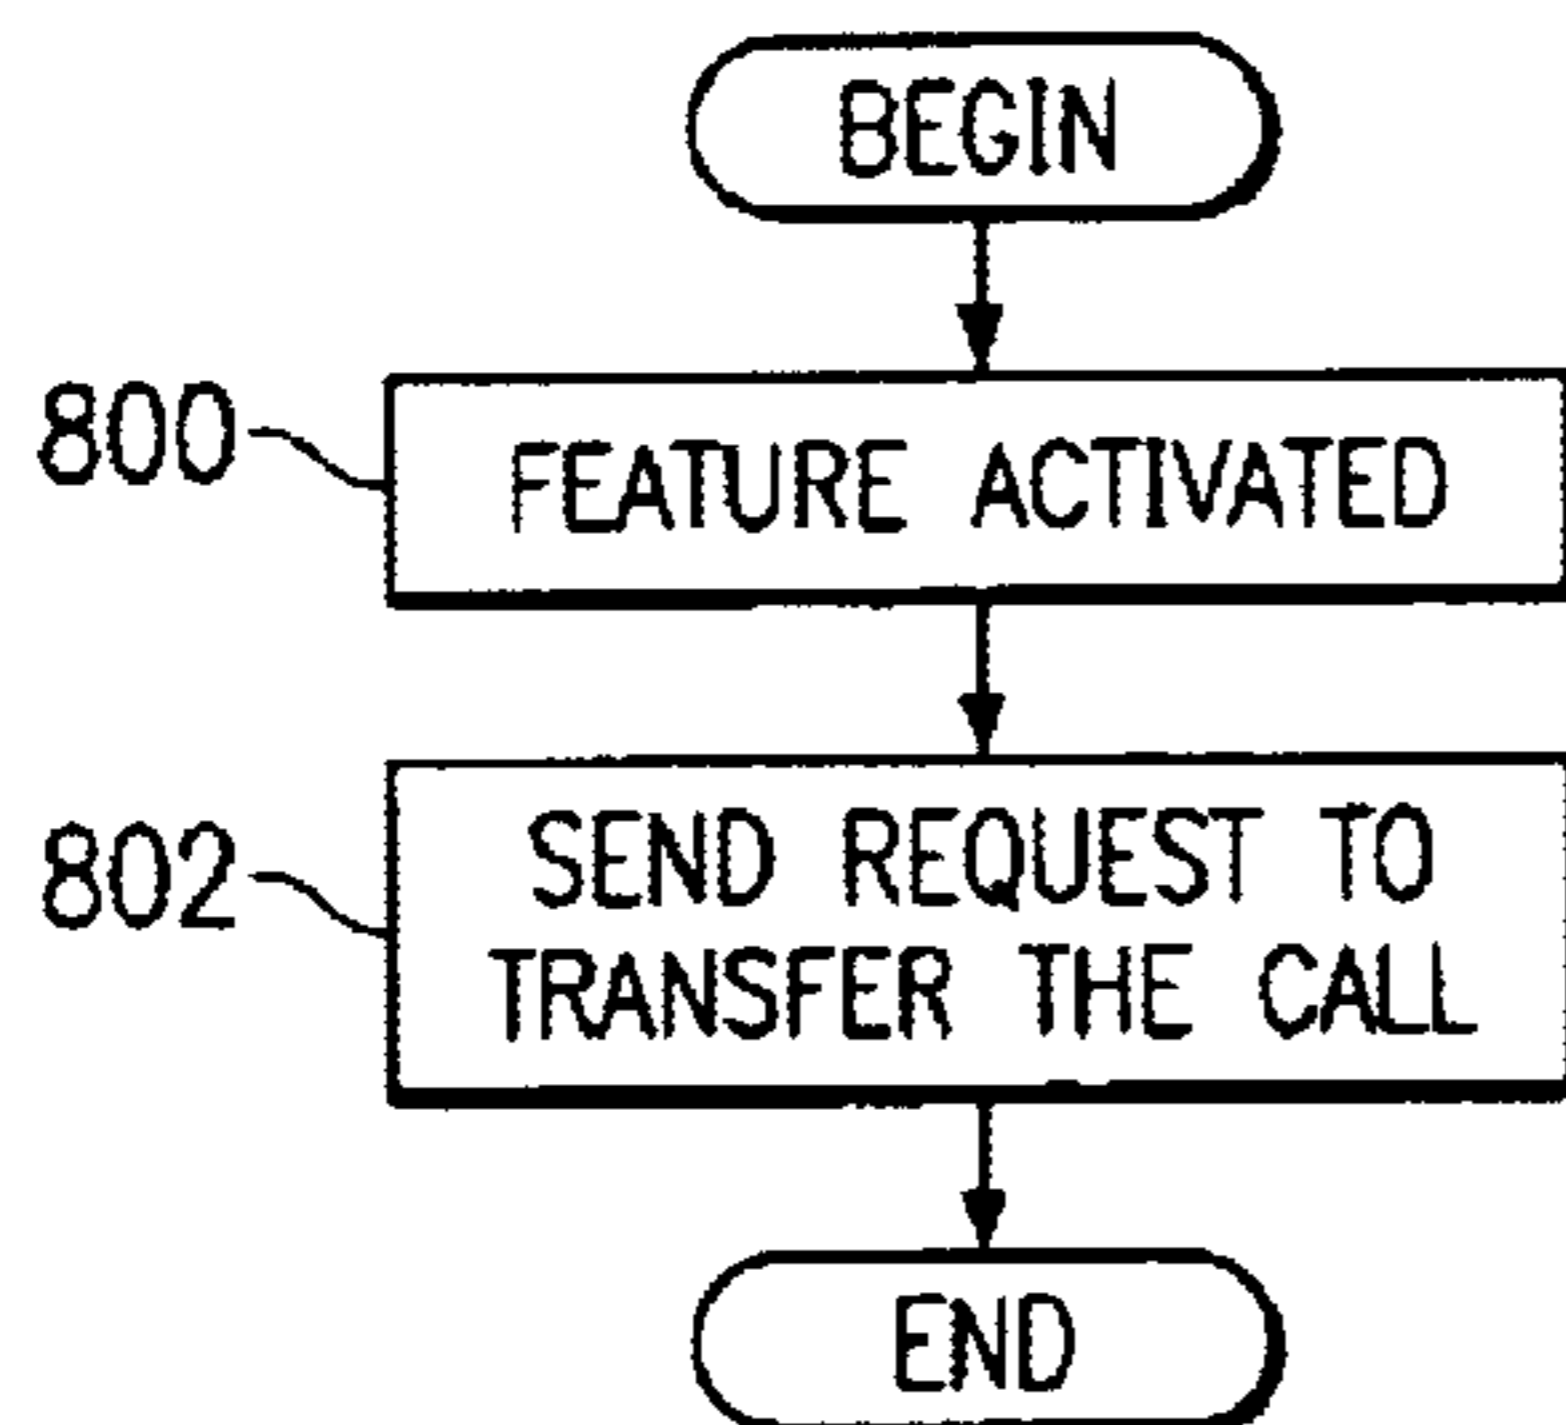 BEGIN
800
FEATURE ACTIVATED
802
SEND REQUEST TO
TRANSFER THE CALL
END